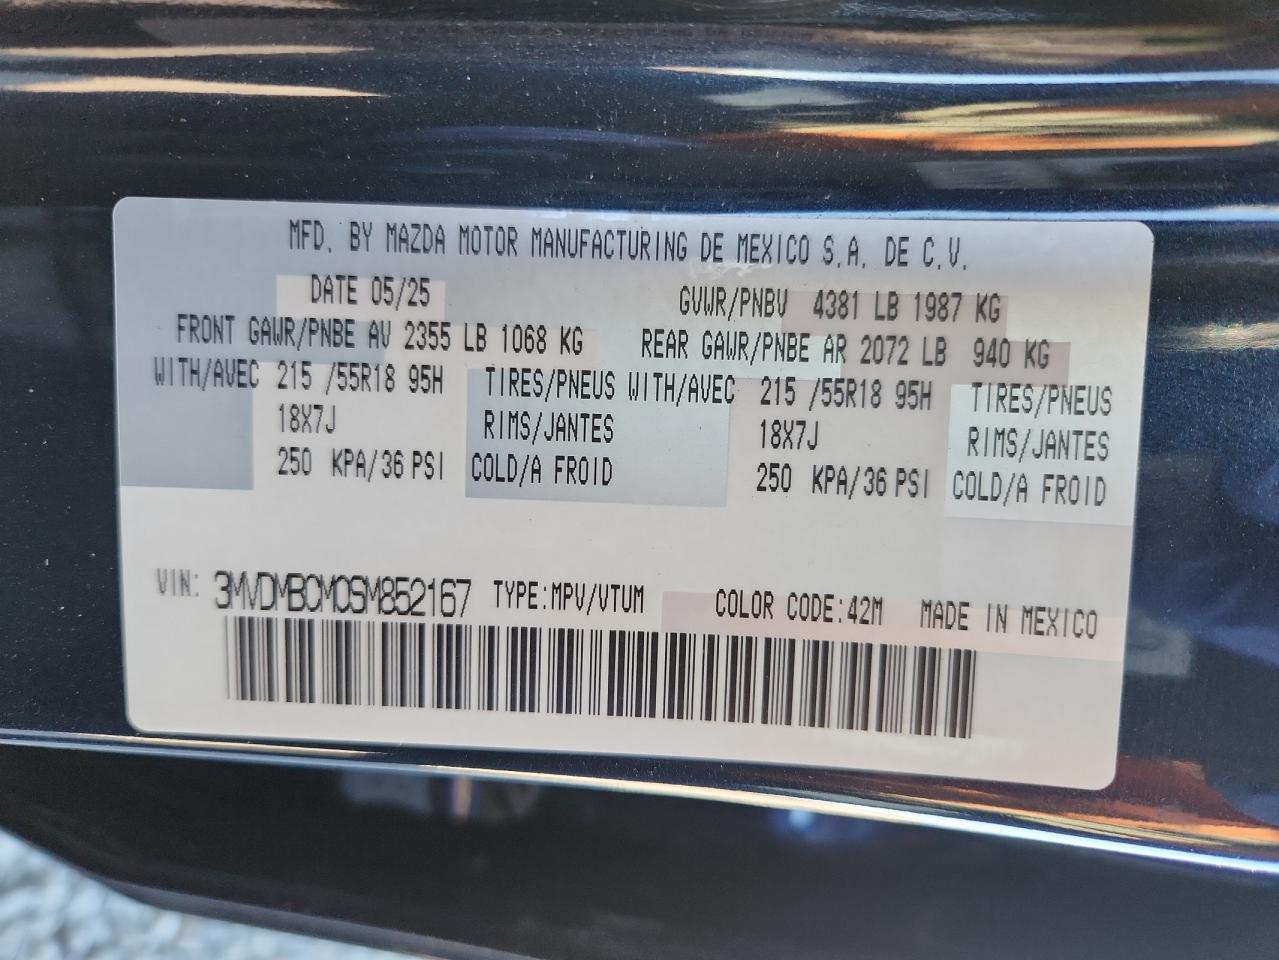 MFD. BY MAZDA MOTOR MANUFACTURING DE MEXICO S.A. DE C.V.
DATE 05/25 GVWR/PNBV 4381 LB 1987 KG
FRONT GAWR/PNBE AV 2355 LB 1068 KG REAR GAWR/PNBE AR 2072 LB 940 KG
WITH/AVEC 215 /55R18 95H TIRES/PNEUS WITH/AVEC 215 /55R18 95H TIRES/PNEUS
18X7J RIMS/JANTES 18X7J RIMS/JANTES
250 KPA/36 PSI COLD/A FROID 250 KPA/36 PSI COLD/A FROID
VIN: 3MVDMBCM0SM852167 TYPE:MPV/VTUM COLOR CODE:42M MADE IN MEXICO